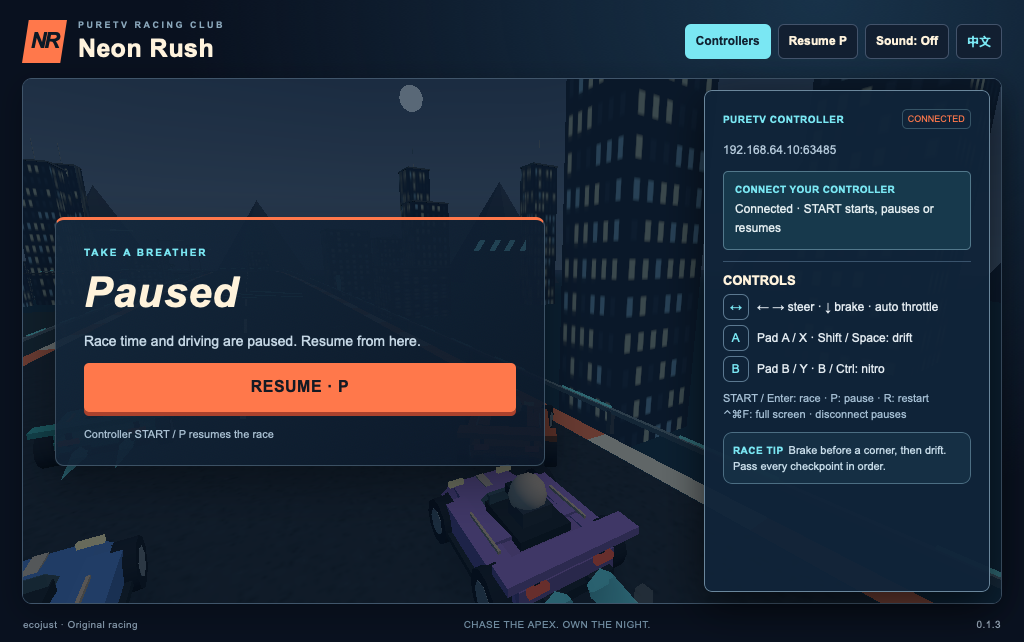 NR
PURETV RACING CLUB
Neon Rush
Controllers
Resume P
Sound: Off
中文
TAKE A BREATHER
Paused
Race time and driving are paused. Resume from here.
RESUME · P
Controller START / P resumes the race
PURETV CONTROLLER
CONNECTED
192.168.64.10:63485
CONNECT YOUR CONTROLLER
Connected · START starts, pauses or
resumes
CONTROLS
↔ ←→ steer · ↓ brake · auto throttle
A Pad A / X · Shift / Space: drift
B Pad B / Y · B / Ctrl: nitro
START / Enter: race · P: pause · R: restart
^⌘F: full screen · disconnect pauses
RACE TIP Brake before a corner, then drift.
Pass every checkpoint in order.
ecojust · Original racing
CHASE THE APEX. OWN THE NIGHT.
0.1.3